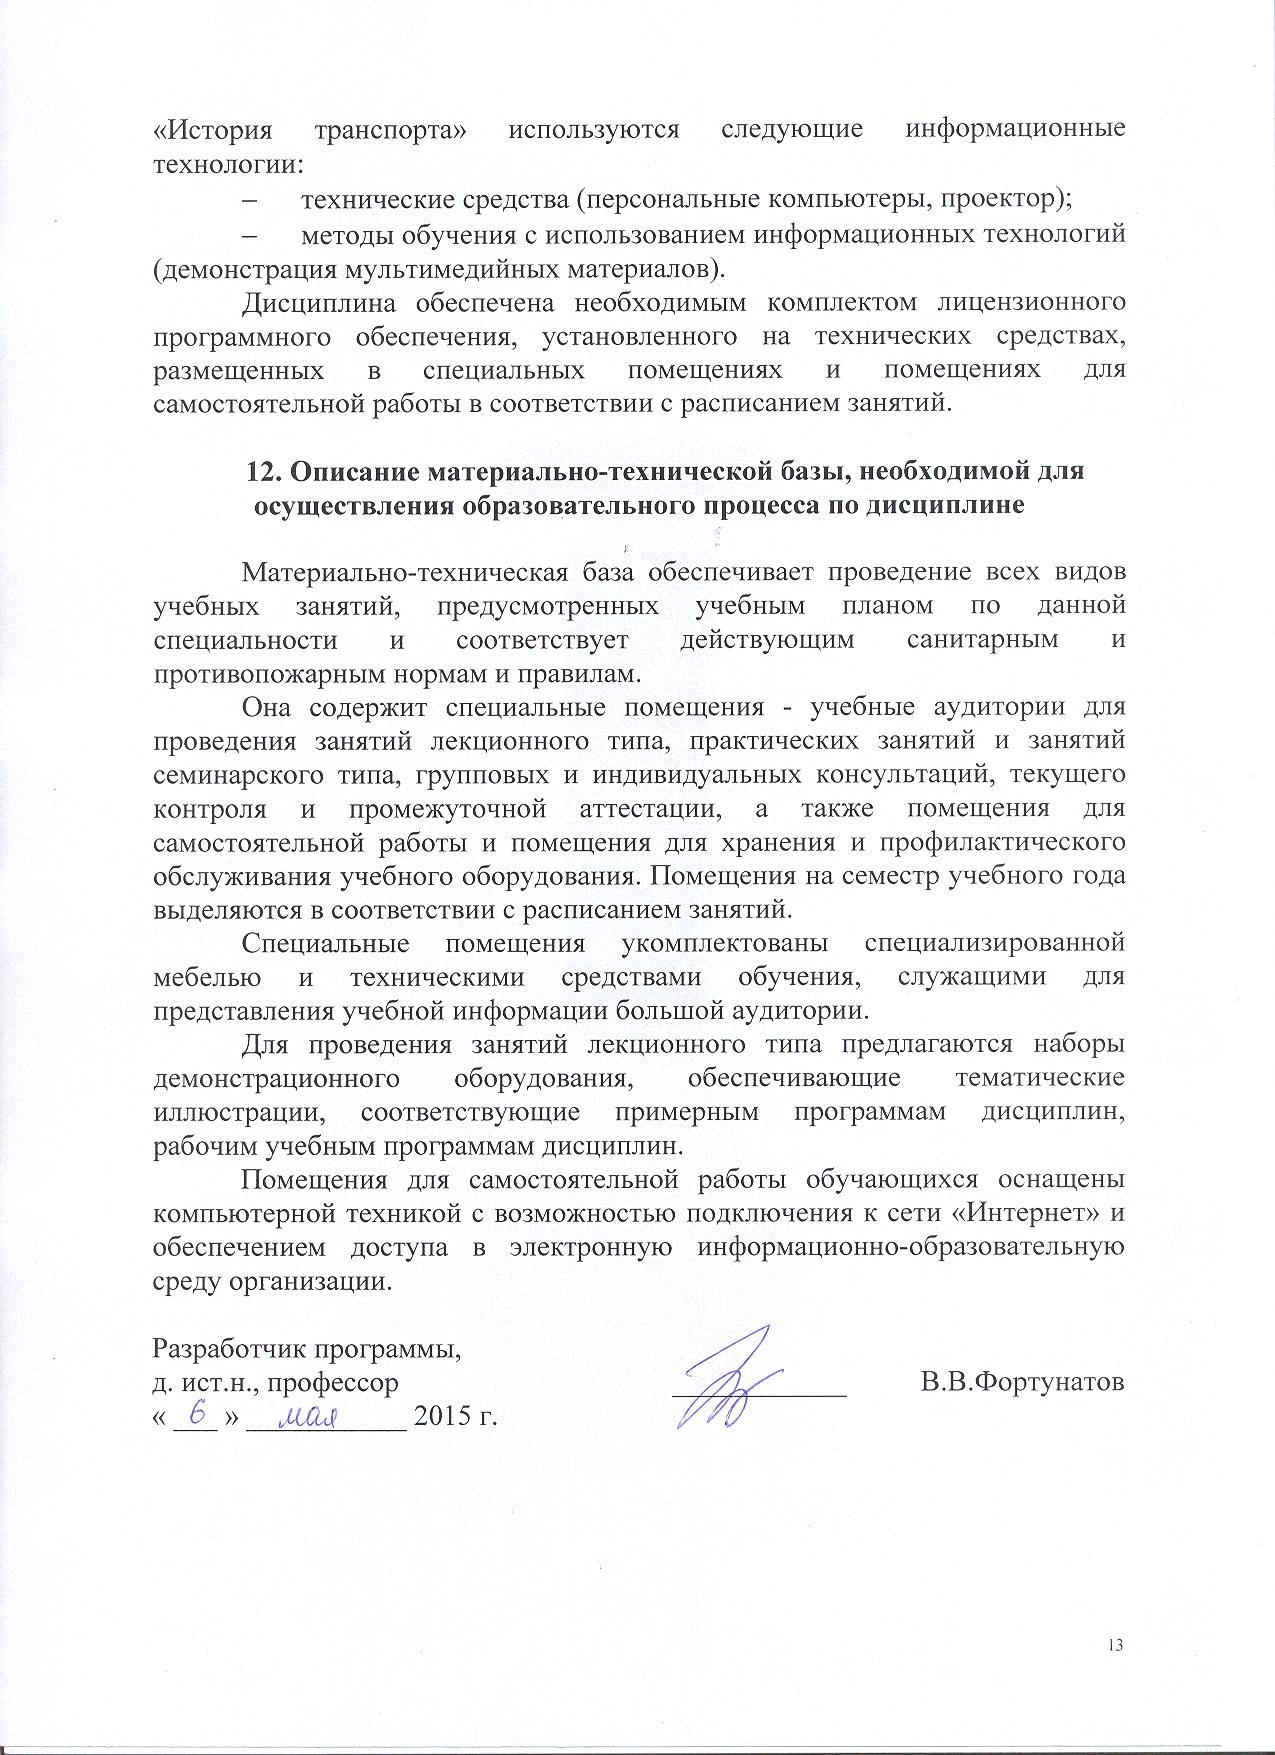 «История транспорта» используются следующие информационные
технологии:
– технические средства (персональные компьютеры, проектор);
– методы обучения с использованием информационных технологий
(демонстрация мультимедийных материалов).
Дисциплина обеспечена необходимым комплектом лицензионного
программного обеспечения, установленного на технических средствах,
размещенных в специальных помещениях и помещениях для
самостоятельной работы в соответствии с расписанием занятий.
12. Описание материально-технической базы, необходимой для
осуществления образовательного процесса по дисциплине
Материально-техническая база обеспечивает проведение всех видов
учебных занятий, предусмотренных учебным планом по данной
специальности и соответствует действующим санитарным и
противопожарным нормам и правилам.
Она содержит специальные помещения - учебные аудитории для
проведения занятий лекционного типа, практических занятий и занятий
семинарского типа, групповых и индивидуальных консультаций, текущего
контроля и промежуточной аттестации, а также помещения для
самостоятельной работы и помещения для хранения и профилактического
обслуживания учебного оборудования. Помещения на семестр учебного года
выделяются в соответствии с расписанием занятий.
Специальные помещения укомплектованы специализированной
мебелью и техническими средствами обучения, служащими для
представления учебной информации большой аудитории.
Для проведения занятий лекционного типа предлагаются наборы
демонстрационного оборудования, обеспечивающие тематические
иллюстрации, соответствующие примерным программам дисциплин,
рабочим учебным программам дисциплин.
Помещения для самостоятельной работы обучающихся оснащены
компьютерной техникой с возможностью подключения к сети «Интернет» и
обеспечением доступа в электронную информационно-образовательную
среду организации.
Разработчик программы,
д. ист.н., профессор ____________ В.В.Фортунатов
« 6 » мая 2015 г.
13